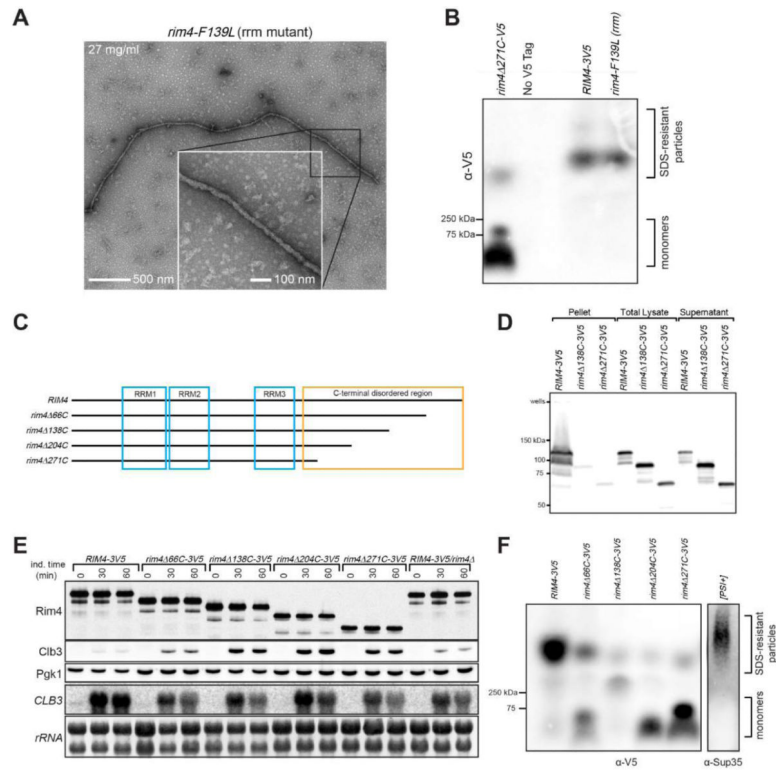 A
rim4-F139L (rrm mutant)
27 mg/ml
500 nm
100 nm
B
rim4Δ271C-V5
No V5 Tag
RIM4-3V5
rim4-F139L (rrm)
α-V5
250 kDa
75 kDa
SDS-resistant
particles
monomers
C
RRM1
RRM2
RRM3
C-terminal disordered region
RIM4
rim4Δ66C
rim4Δ138C
rim4Δ204C
rim4Δ271C
D
Pellet
Total Lysate
Supernatant
RIM4-3V5
rim4Δ138C-3V5
rim4Δ271C-3V5
RIM4-3V5
rim4Δ138C-3V5
rim4Δ271C-3V5
RIM4-3V5
rim4Δ138C-3V5
rim4Δ271C-3V5
wells
150 kDa
100
75
50
E
RIM4-3V5
rim4Δ66C-3V5
rim4Δ138C-3V5
rim4Δ204C-3V5
rim4Δ271C-3V5
RIM4-3V5/rim4Δ
ind. time
(min)
0 30 60 0 30 60 0 30 60 0 30 60 0 30 60 0 30 60
Rim4
Clb3
Pgk1
CLB3
rRNA
F
RIM4-3V5
rim4Δ66C-3V5
rim4Δ138C-3V5
rim4Δ204C-3V5
rim4Δ271C-3V5
[PSI+]
250 kDa
75
SDS-resistant
particles
monomers
α-V5
α-Sup35